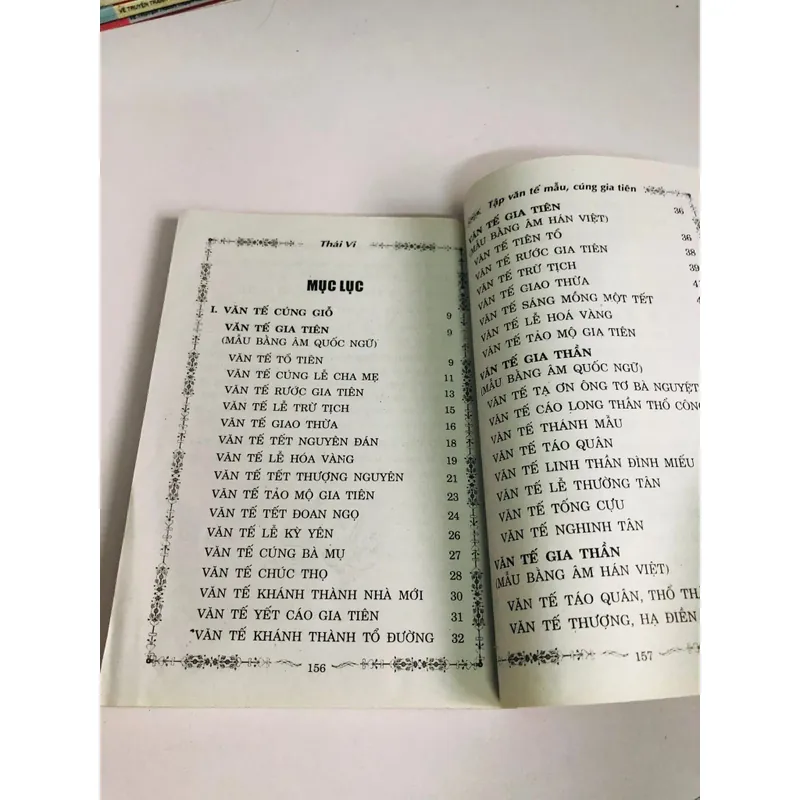 VỀ TRUYỆN TRANH
Thái Vi
MỤC LỤC
I. VĂN TẾ CÚNG GIỖ 9
VĂN TẾ GIA TIÊN 9
(MẪU BẰNG ÂM QUỐC NGỮ)
VĂN TẾ TỔ TIÊN 9
VĂN TẾ CÚNG LỄ CHA MẸ 11
VĂN TẾ RƯỚC GIA TIÊN 13
VĂN TẾ LỄ TRỪ TỊCH 15
VĂN TẾ GIAO THỪA 16
VĂN TẾ TẾT NGUYÊN ĐÁN 18
VĂN TẾ LỄ HÓA VÀNG 19
VĂN TẾ TẾT THƯỢNG NGUYÊN 21
VĂN TẾ TẢO MỘ GIA TIÊN 23
VĂN TẾ TẾT ĐOAN NGỌ 24
VĂN TẾ LỄ KỲ YÊN 26
VĂN TẾ CÚNG BÀ MỤ 27
VĂN TẾ CHÚC THỌ 28
VĂN TẾ KHÁNH THÀNH NHÀ MỚI 30
VĂN TẾ YẾT CÁO GIA TIÊN 31
VĂN TẾ KHÁNH THÀNH TỔ ĐƯỜNG 32
156
Tập văn tế mẫu, cúng gia tiên
VĂN TẾ GIA TIÊN 36
(MẪU BẰNG ÂM HÁN VIỆT)
VĂN TẾ TIÊN TỔ 36
VĂN TẾ RƯỚC GIA TIÊN 38
VĂN TẾ TRỪ TỊCH 39
VĂN TẾ GIAO THỪA
VĂN TẾ SÁNG MỒNG MỘT TẾT
VĂN TẾ LỄ HOÁ VÀNG
VĂN TẾ TẢO MỘ GIA TIÊN
VĂN TẾ GIA THẦN
(MẪU BẰNG ÂM QUỐC NGỮ)
VĂN TẾ TẠ ƠN ÔNG TƠ BÀ NGUYỆT
VĂN TẾ CÁO LONG THẦN THỔ CÔNG
VĂN TẾ THÁNH MẪU
VĂN TẾ TÁO QUÂN
VĂN TẾ LINH THẦN ĐÌNH MIẾU
VĂN TẾ LỄ THƯỜNG TÂN
VĂN TẾ TỐNG CỰU
VĂN TẾ NGHINH TÂN
VĂN TẾ GIA THẦN
(MẪU BẰNG ÂM HÁN VIỆT)
VĂN TẾ TÁO QUÂN, THỔ
VĂN TẾ THƯỢNG, HẠ ĐIỀN
157